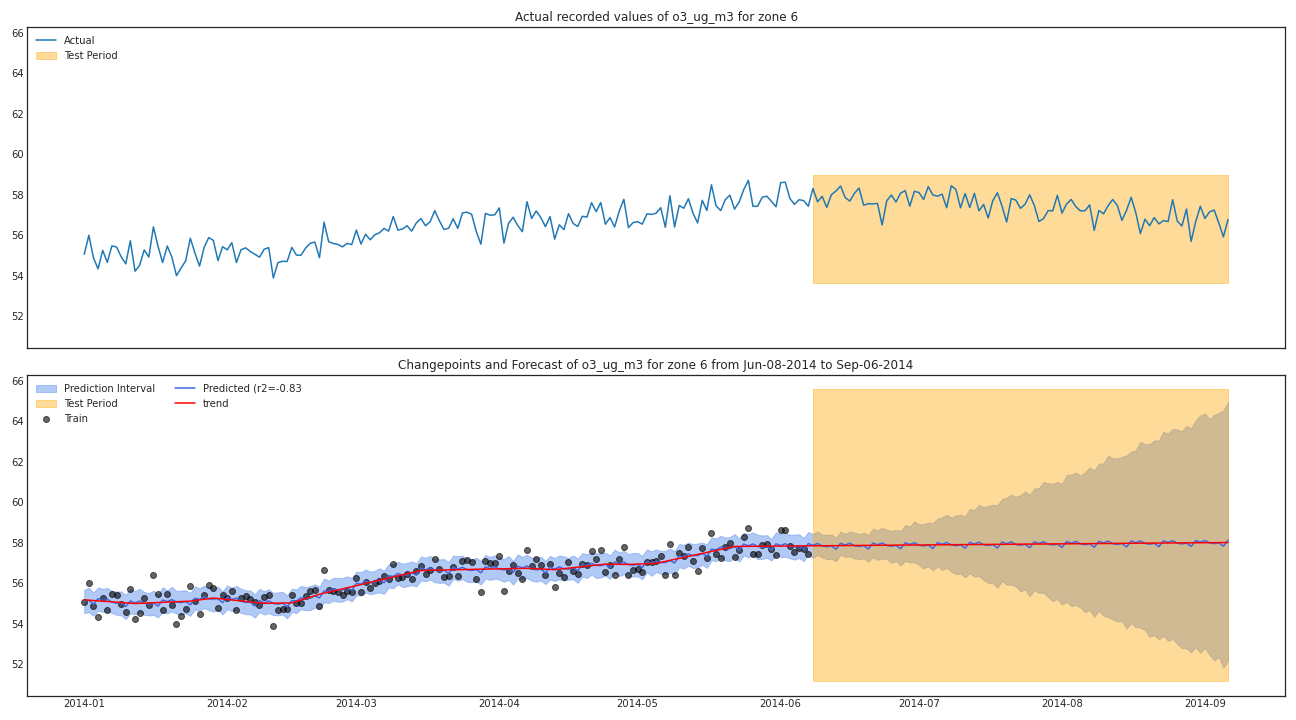 Actual recorded values of o3_ug_m3 for zone 6
66
64
62
60
58
56
54
52
Actual
Test Period
Changepoints and Forecast of o3_ug_m3 for zone 6 from Jun-08-2014 to Sep-06-2014
66
64
62
60
58
56
54
52
Prediction Interval
Test Period
Train
Predicted (r2=-0.83
trend
2014-01
2014-02
2014-03
2014-04
2014-05
2014-06
2014-07
2014-08
2014-09